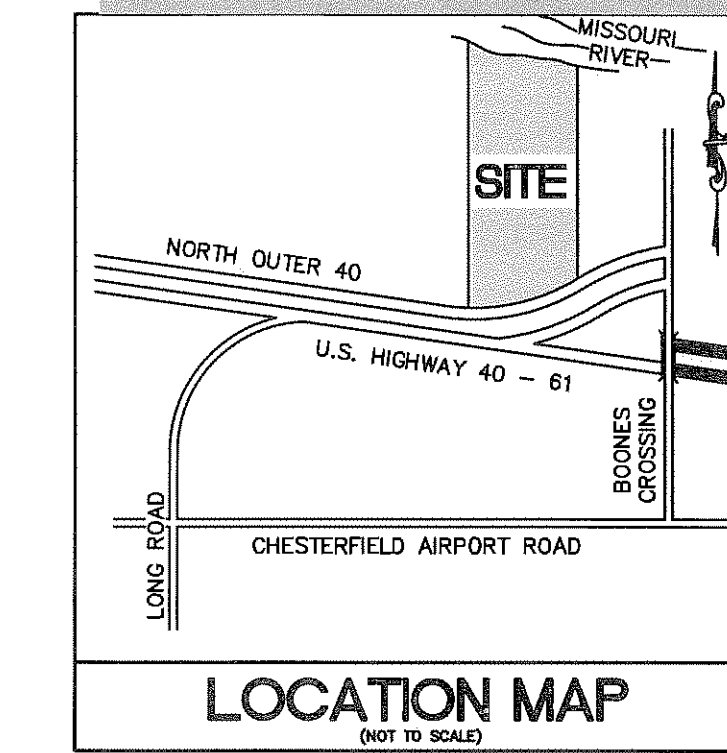 MISSOURI
RIVER
SITE
NORTH OUTER 40
U.S. HIGHWAY 40 - 61
BOONES
CROSSING
LONG ROAD
CHESTERFIELD AIRPORT ROAD
LOCATION MAP
(NOT TO SCALE)